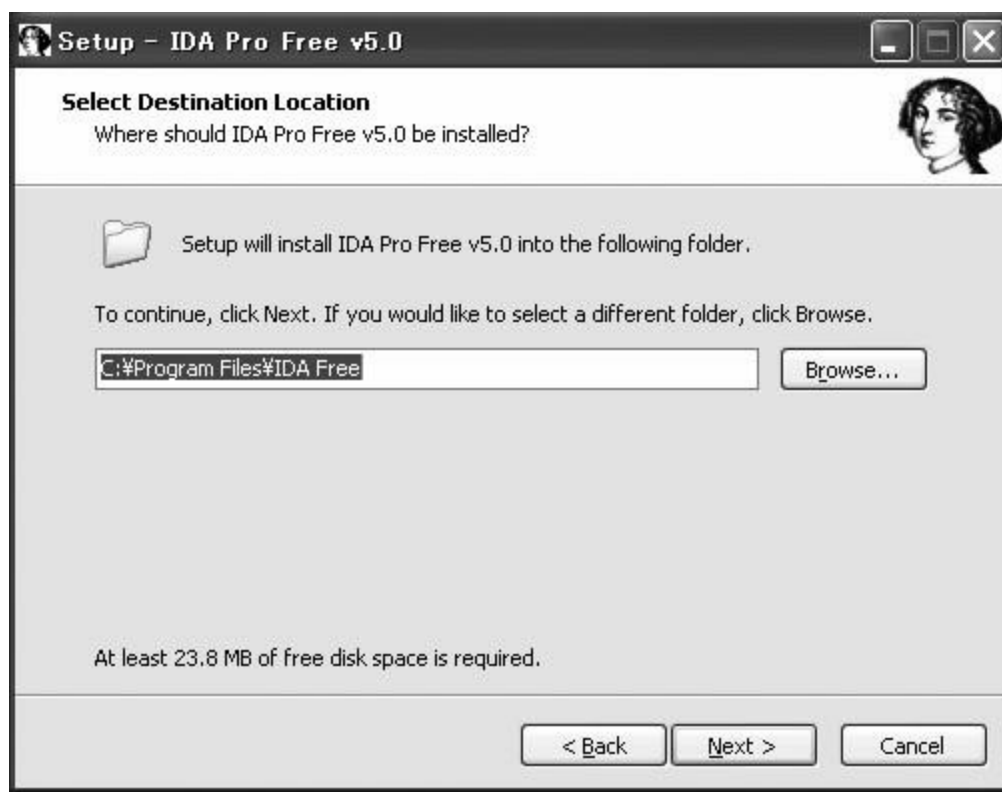 Setup - IDA Pro Free v5.0
Select Destination Location
Where should IDA Pro Free v5.0 be installed?
Setup will install IDA Pro Free v5.0 into the following folder.
To continue, click Next. If you would like to select a different folder, click Browse.
C:¥Program Files¥IDA Free
Browse...
At least 23.8 MB of free disk space is required.
< Back
Next >
Cancel